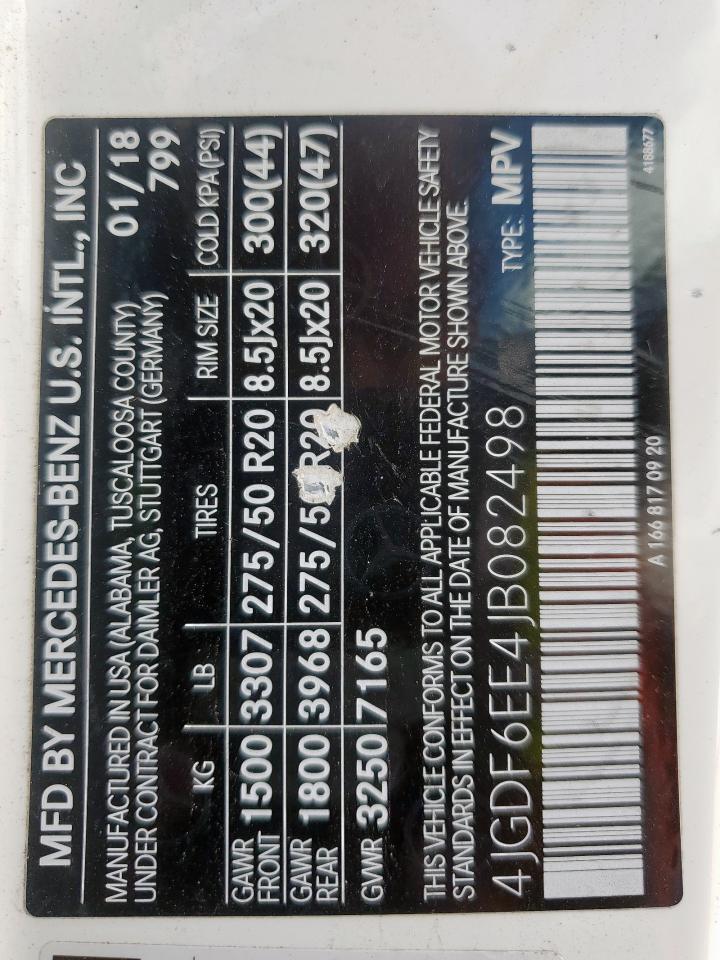 MFD BY MERCEDES-BENZ U.S. INTL., INC
MANUFACTURED IN USA (ALABAMA, TUSCALOOSA COUNTY) 01/18
UNDER CONTRACT FOR DAIMLER AG, STUTTGART (GERMANY) 799
KG LB TIRES RIM SIZE COLD KPA(PSI)
GAWR FRONT 1500 3307 275/50 R20 8.5Jx20 300(44)
GAWR REAR 1800 3968 275/50 R20 8.5Jx20 320(47)
GVWR 3250 7165
THIS VEHICLE CONFORMS TO ALL APPLICABLE FEDERAL MOTOR VEHICLE SAFETY
STANDARDS IN EFFECT ON THE DATE OF MANUFACTURE SHOWN ABOVE.
4JGDF6EE4JB082498 TYPE: MPV
A 166 817 09 20 4188677